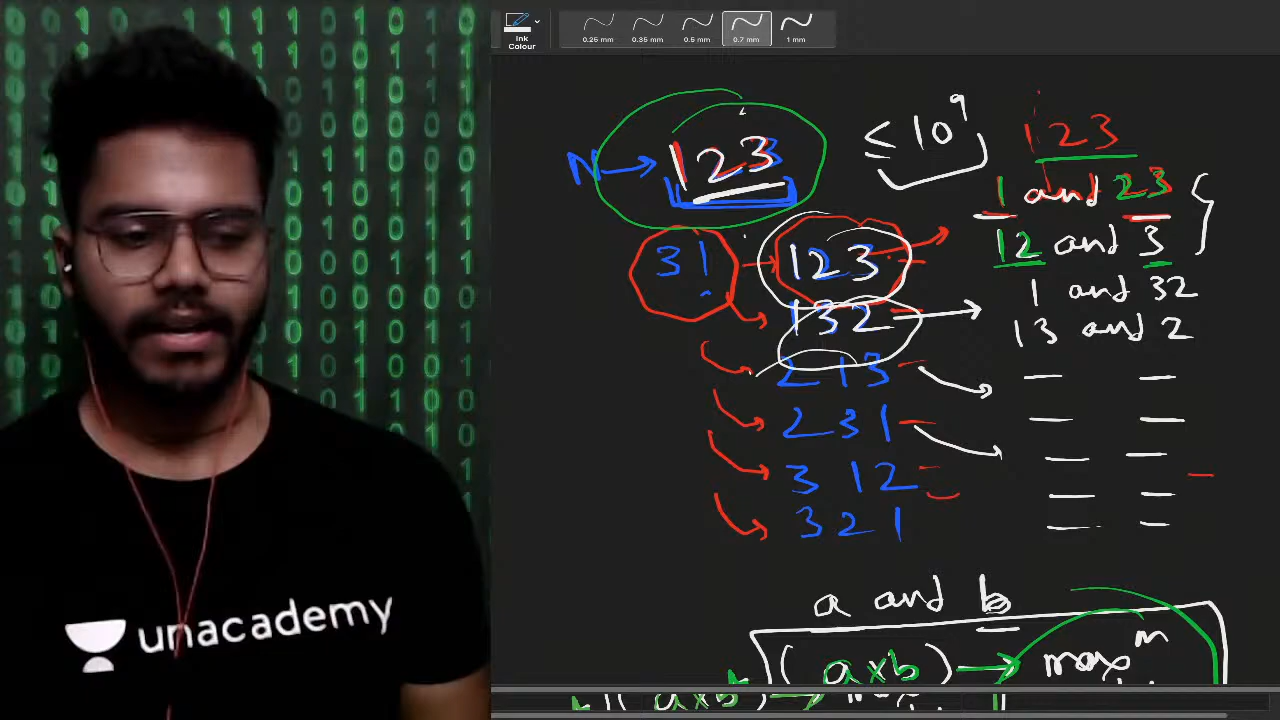 Ink
Colour
0.25 mm 0.35 mm 0.5 mm 0.7 mm 1 mm
N → 123
≤ 10⁹
123
1 and 23
12 and 3
1 and 32
13 and 2
3!
123
132
213
231
312
321
a and b
(a×b) → maxᵐ
(a×b) →
unacademy